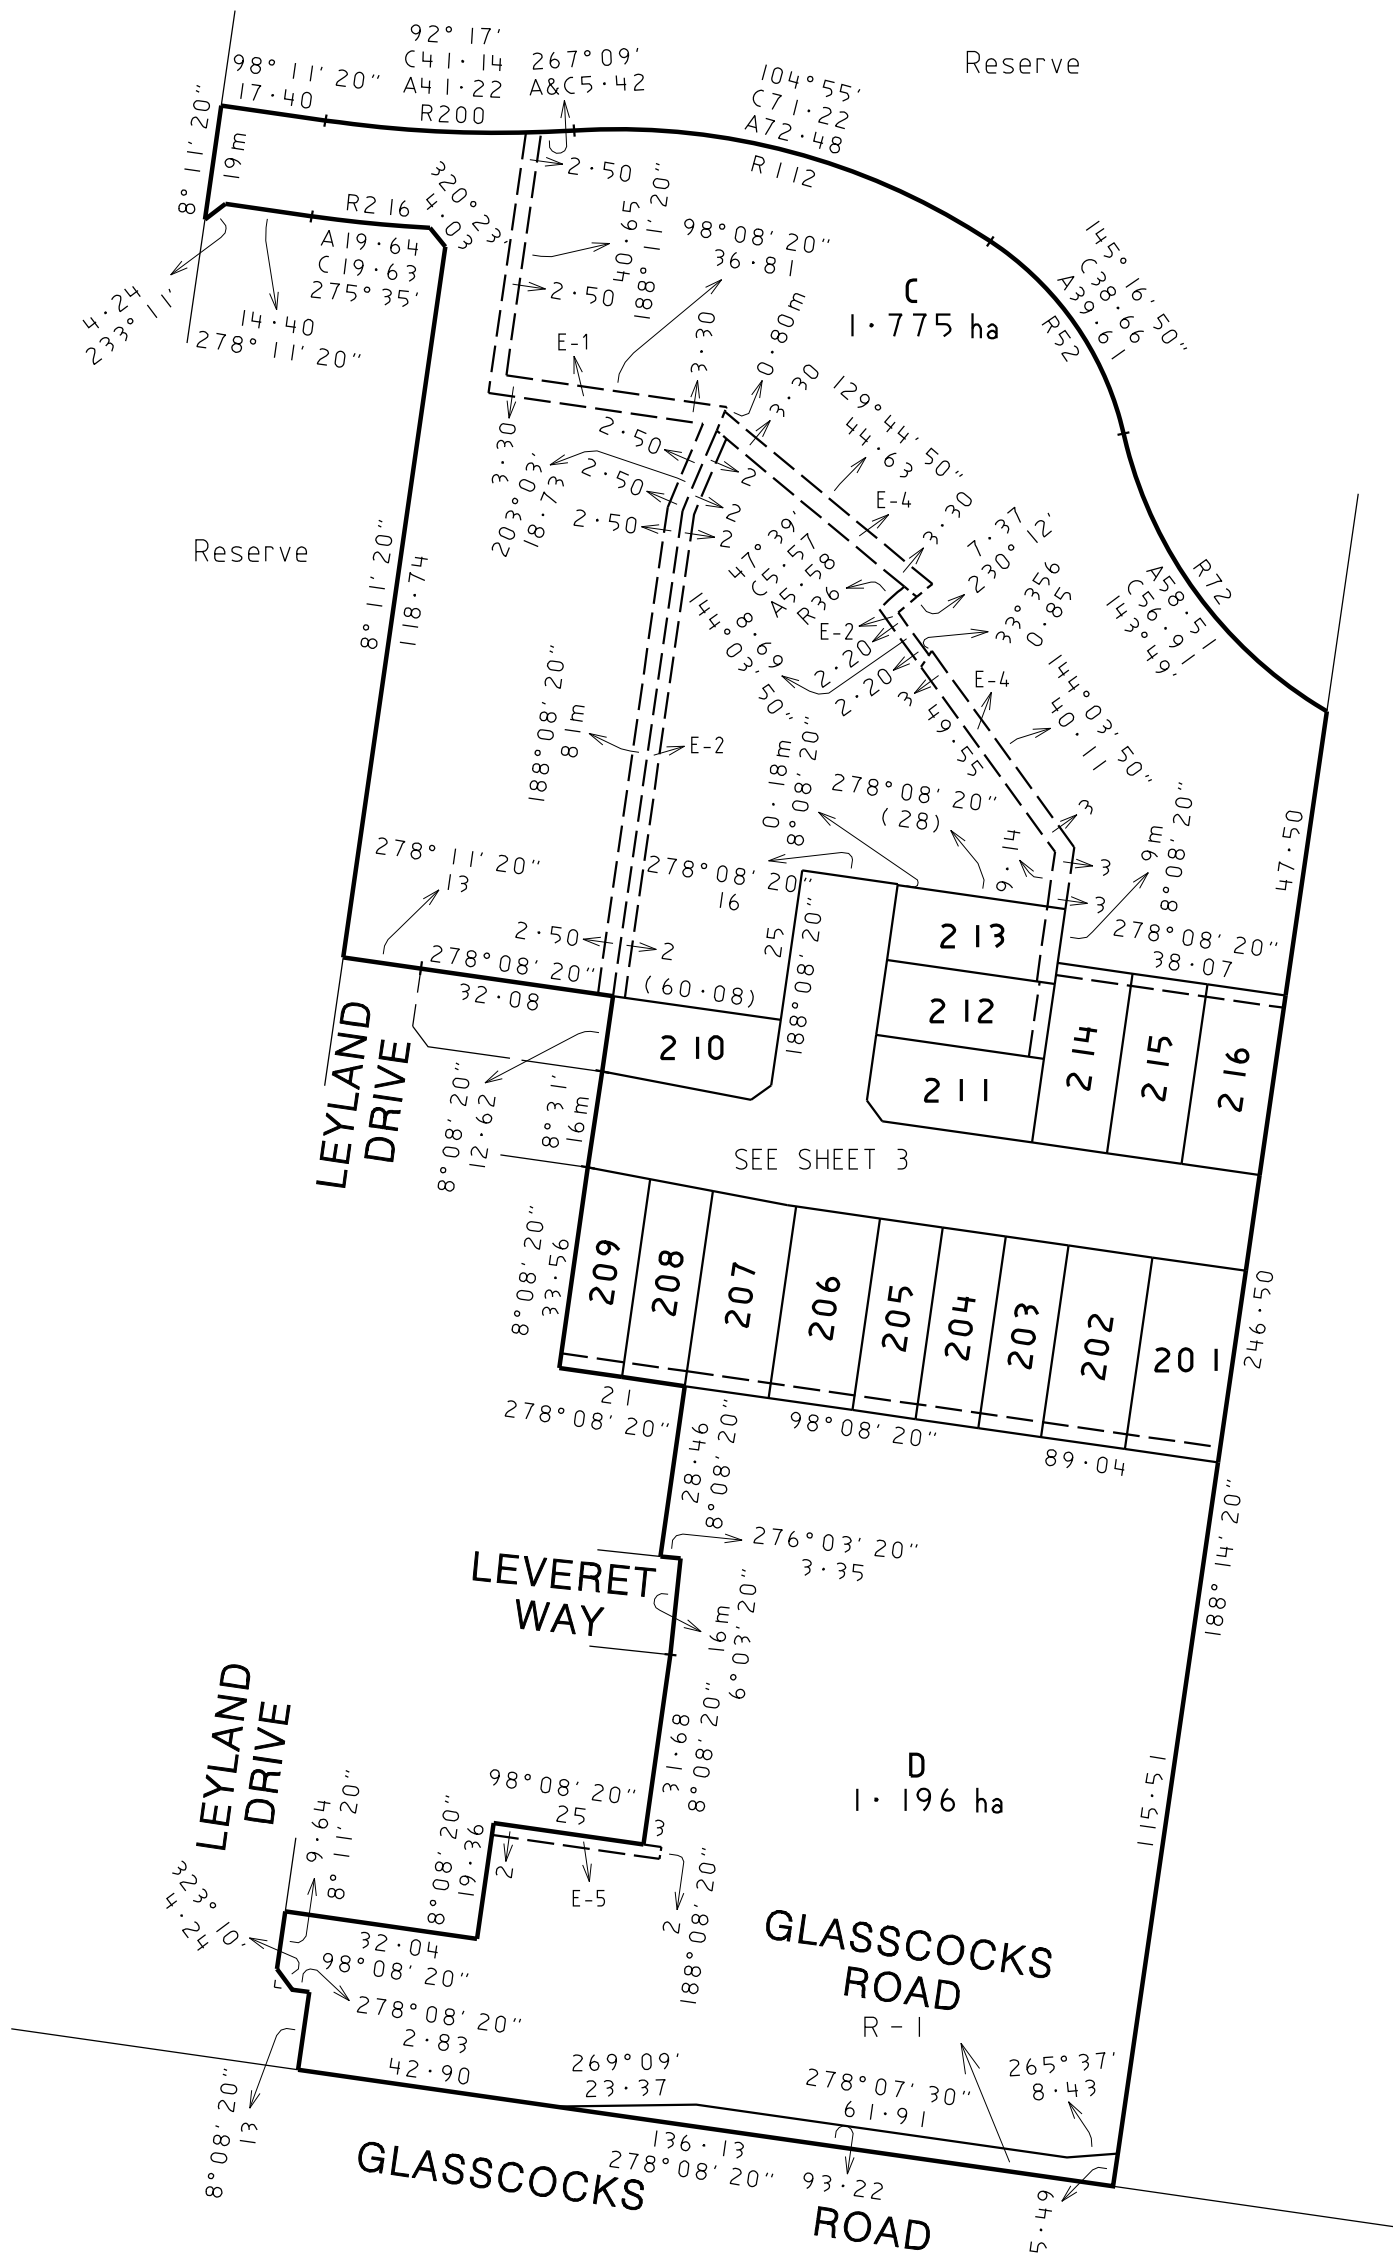 92° 17'
C41·14
A41·22
R200
267°09'
A&C5·42
98° 11' 20"
17·40
8° 11' 20"
19m
104°55'
C71·22
A72·48
R112
Reserve
2·50
320°23'
4·03
R216
A19·64
C19·63
275°35'
4·24
233° 11'
14·40
278° 11' 20"
40·65
188° 11' 20"
98°08' 20"
36·81
2·50
C
1·775 ha
145° 16' 50"
C38·66
A39·61
R52
E-1
3·30
0·80m
3·30
129°44' 50"
44·63
E-4
3·30
2·50
2
3·30
203°03'
18·73
2·50
2
2·50
2
Reserve
8° 11' 20"
118·74
47°39'
C5·57
A5·58
R36
7·37
230° 12'
33°356
0·85
R72
A58·51
C56·91
143°49'
E-2
2·20
2·20
3
8·69
144°03' 50"
49·55
E-4
144°03' 50"
40·11
188°08' 20"
81m
E-2
0·18m
8°08' 20"
278°08' 20"
(28)
9·14
3
3
3
9m
8°08' 20"
47·50
278° 11' 20"
13
278°08' 20"
16
25
188°08' 20"
213
278°08' 20"
38·07
2·50
2
278°08' 20"
32·08
(60·08)
212
210
211
214
215
216
LEYLAND
DRIVE
8°08' 20"
12·62
8°31'
16m
SEE SHEET 3
8°08' 20"
33·56
209
208
207
206
205
204
203
202
201
246·50
21
278°08' 20"
98°08' 20"
89·04
28·46
8°08' 20"
276°03' 20"
3·35
LEVERET
WAY
16m
6°03' 20"
188° 14' 20"
LEYLAND
DRIVE
31·68
8°08' 20"
D
1·196 ha
115·51
98°08' 20"
25
3
2
E-5
2
188°08' 20"
8°08' 20"
19·36
9·64
8° 11' 20"
323° 10'
4·24
32·04
98°08' 20"
278°08' 20"
2·83
42·90
GLASSCOCKS
ROAD
R-1
269°09'
23·37
278°07' 30"
61·91
265°37'
8·43
8°08' 20"
13
136·13
278°08' 20"
93·22
5·49
GLASSCOCKS
ROAD